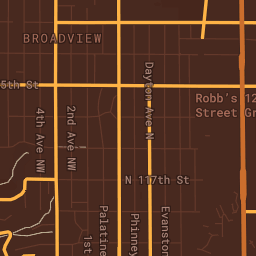 BROADVIEW
5th St
Dayton Ave N
Robb's 12
Street Gr
4th Ave NW
2nd Ave NW
N 117th St
1st
Palatine
Phinney
Evanston